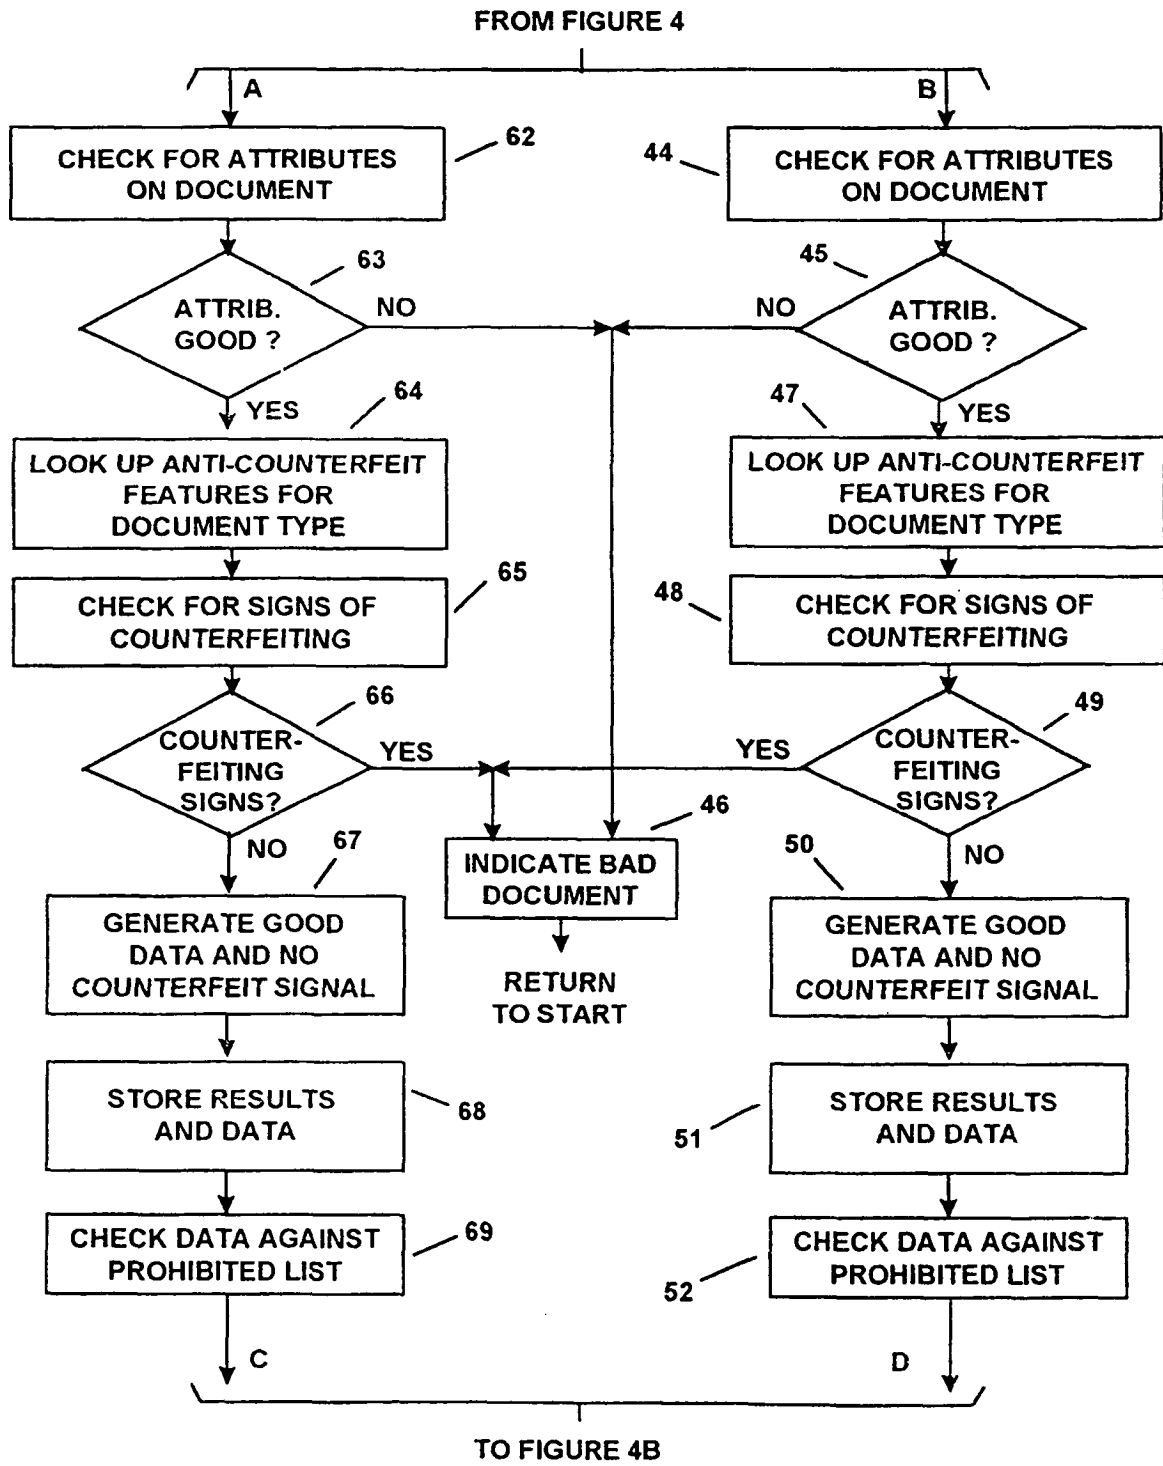 FROM FIGURE 4
A
B
CHECK FOR ATTRIBUTES
ON DOCUMENT
62
44
CHECK FOR ATTRIBUTES
ON DOCUMENT
63
ATTRIB.
GOOD ?
NO
45
NO
ATTRIB.
GOOD ?
YES
64
47
YES
LOOK UP ANTI-COUNTERFEIT
FEATURES FOR
DOCUMENT TYPE
LOOK UP ANTI-COUNTERFEIT
FEATURES FOR
DOCUMENT TYPE
65
CHECK FOR SIGNS OF
COUNTERFEITING
48
CHECK FOR SIGNS OF
COUNTERFEITING
66
COUNTER-
FEITING
SIGNS?
YES
49
YES
COUNTER-
FEITING
SIGNS?
46
INDICATE BAD
DOCUMENT
RETURN
TO START
NO
67
50
NO
GENERATE GOOD
DATA AND NO
COUNTERFEIT SIGNAL
GENERATE GOOD
DATA AND NO
COUNTERFEIT SIGNAL
STORE RESULTS
AND DATA
68
51
STORE RESULTS
AND DATA
CHECK DATA AGAINST
PROHIBITED LIST
69
52
CHECK DATA AGAINST
PROHIBITED LIST
C
D
TO FIGURE 4B